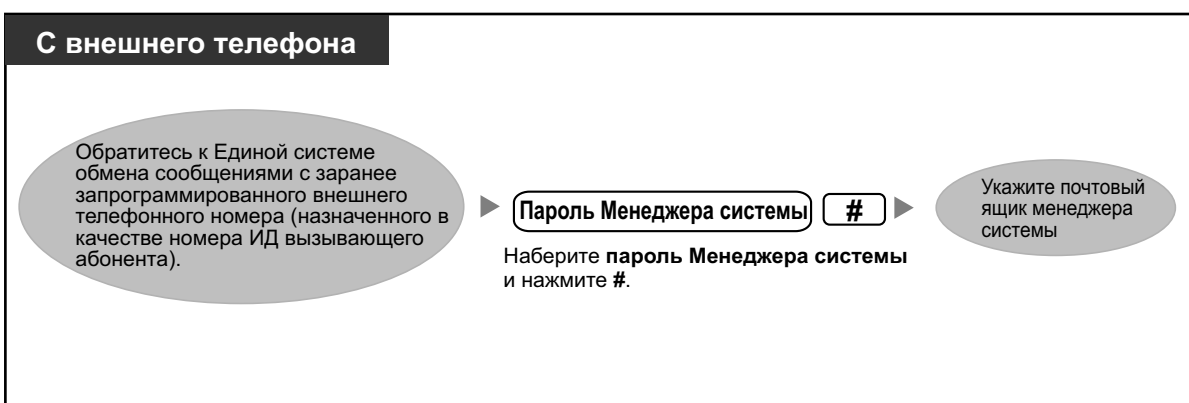 С внешнего телефона
Обратитесь к Единой системе
обмена сообщениями с заранее
запрограммированного внешнего
телефонного номера (назначенного в
качестве номера ИД вызывающего
абонента).
Пароль Менеджера системы #
Наберите пароль Менеджера системы
и нажмите #.
Укажите почтовый
ящик менеджера
системы